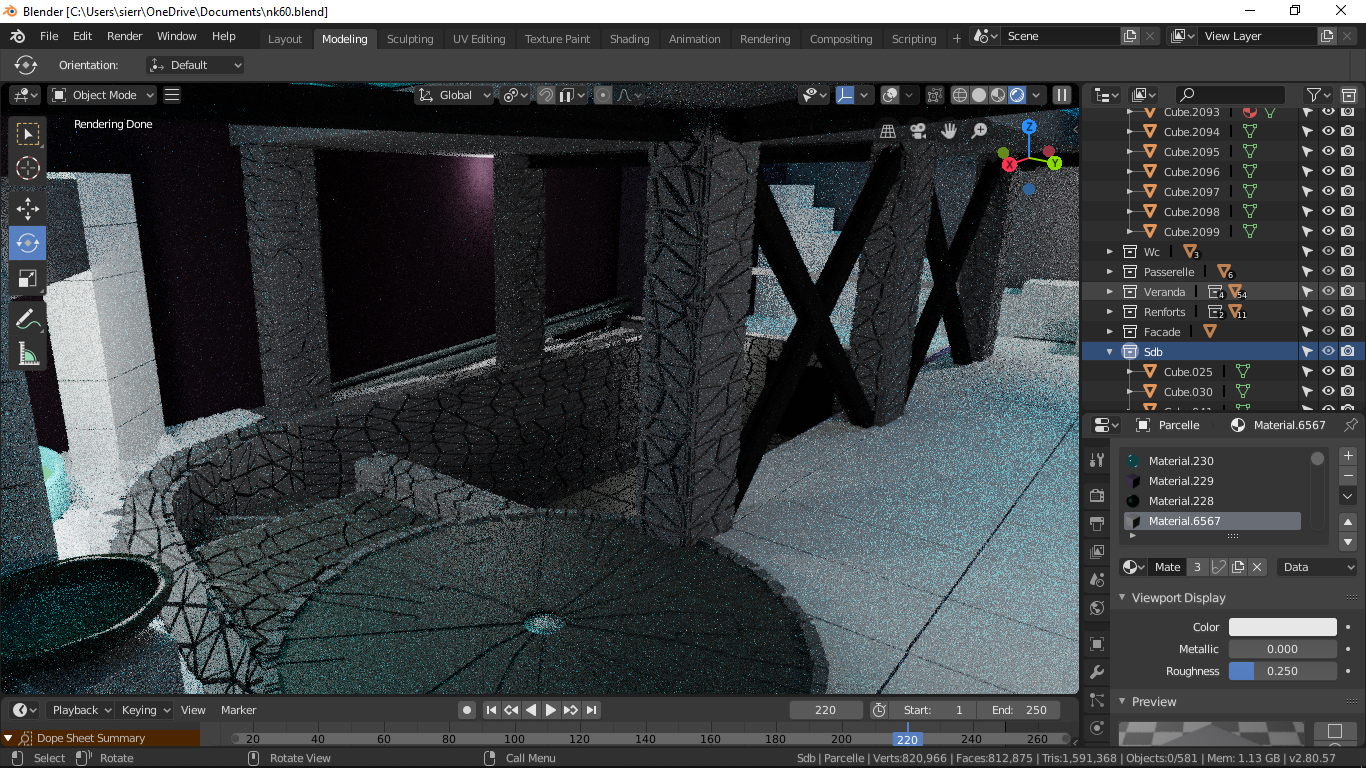 Blender [C:\Users\sierr\OneDrive\Documents\nk60.blend]
File Edit Render Window Help Layout Modeling Sculpting UV Editing Texture Paint Shading Animation Rendering Compositing Scripting + Scene View Layer
Orientation: Default
Object Mode Global
Rendering Done
Z
X Y
Cube.2093
Cube.2094
Cube.2095
Cube.2096
Cube.2097
Cube.2098
Cube.2099
Wc 3
Passerelle 6
Veranda 4 54
Renforts 2 11
Facade
Sdb
Cube.025
Cube.030
Parcelle Material.6567
Material.230
Material.229
Material.228
Material.6567
Mate 3 Data
Viewport Display
Color
Metallic 0.000
Roughness 0.250
Preview
Playback Keying View Marker 220 Start: 1 End: 250
Dope Sheet Summary 20 40 60 80 100 120 140 160 180 200 220 240 260
Select Rotate Rotate View Call Menu Sdb | Parcelle | Verts:820,966 | Faces:812,875 | Tris:1,591,368 | Objects:0/581 | Mem: 1.13 GB | v2.80.57